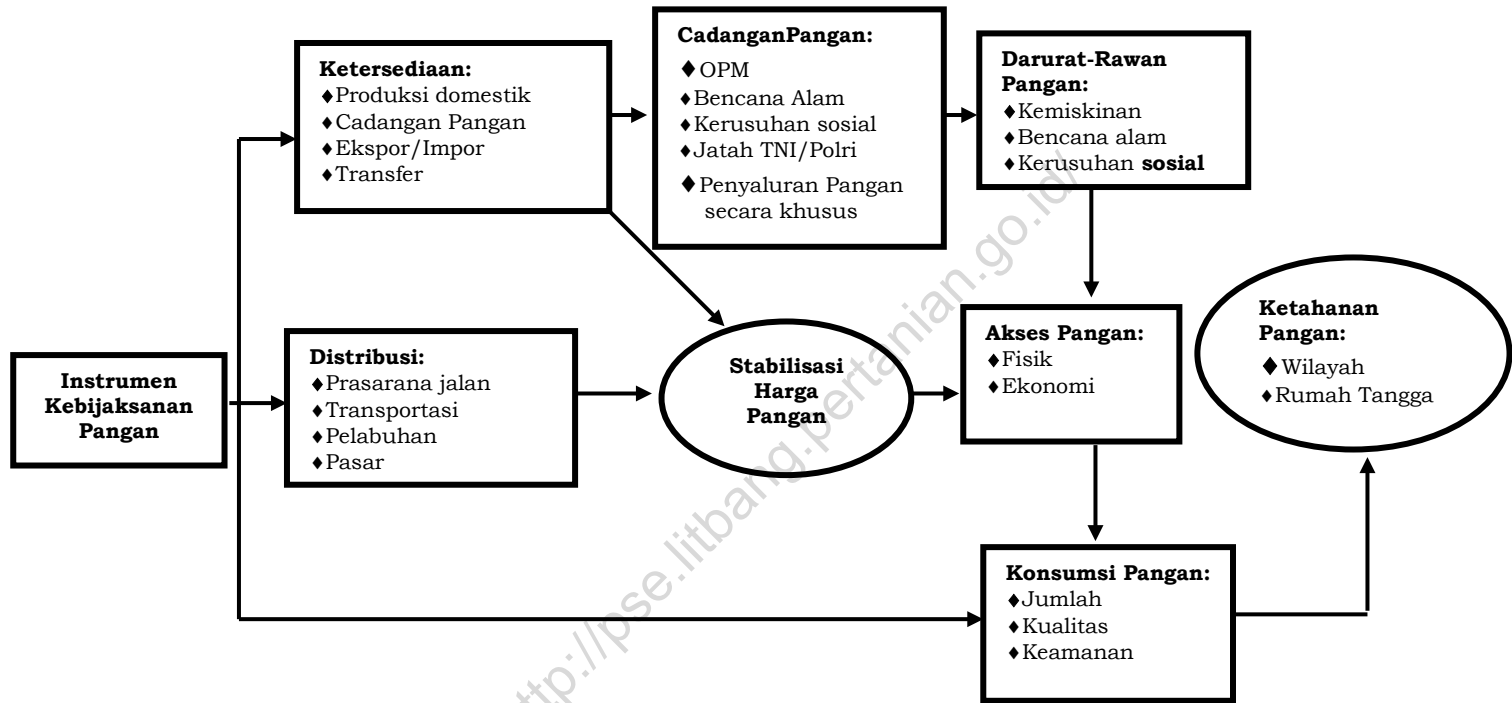 Instrumen
Kebijaksanan
Pangan
Ketersediaan:
♦Produksi domestik
♦Cadangan Pangan
♦Ekspor/Impor
♦Transfer
Distribusi:
♦Prasarana jalan
♦Transportasi
♦Pelabuhan
♦Pasar
CadanganPangan:
♦OPM
♦Bencana Alam
♦Kerusuhan sosial
♦Jatah TNI/Polri
♦Penyaluran Pangan
secara khusus
Stabilisasi
Harga
Pangan
Darurat-Rawan
Pangan:
♦Kemiskinan
♦Bencana alam
♦Kerusuhan sosial
Akses Pangan:
♦Fisik
♦Ekonomi
Konsumsi Pangan:
♦Jumlah
♦Kualitas
♦Keamanan
Ketahanan
Pangan:
♦Wilayah
♦Rumah Tangga
ttp://pse.litbang.pertanian.go.id/